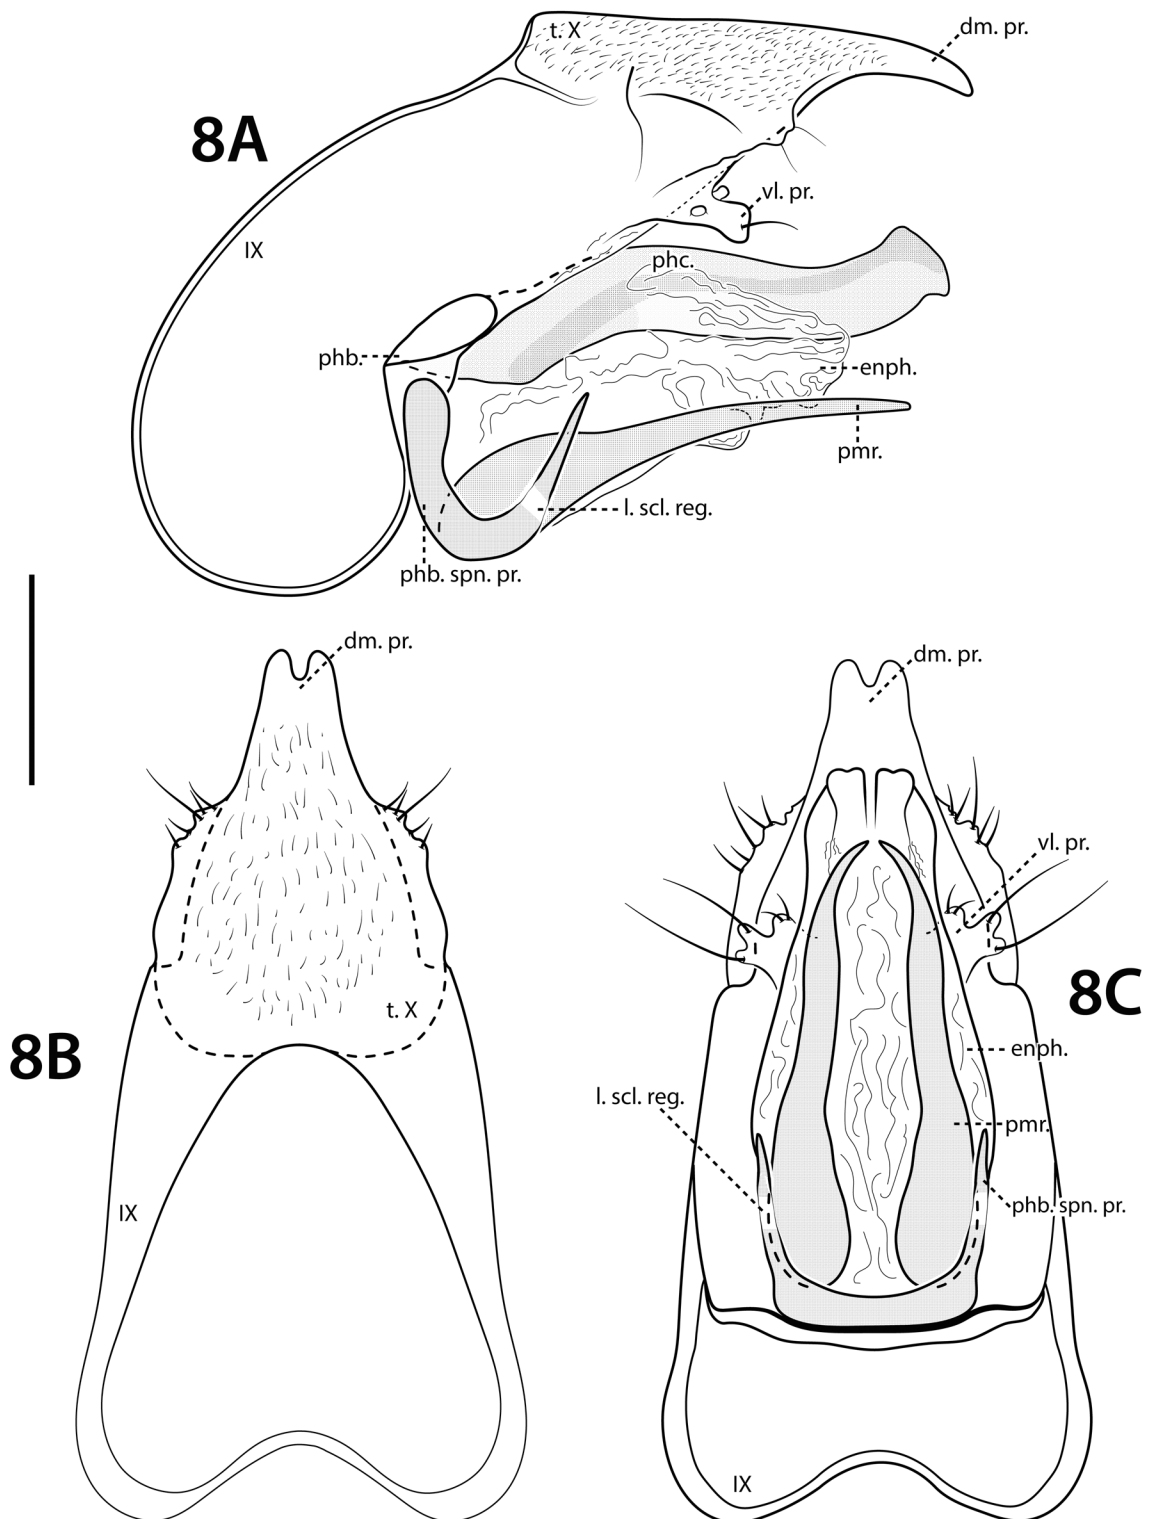 t. X
dm. pr.
8A
vl. pr.
IX
phc.
phb.
enph.
pmr.
l. scl. reg.
phb. spn. pr.
dm. pr.
t. X
8B
IX
dm. pr.
vl. pr.
8C
enph.
l. scl. reg.
pmr.
phb. spn. pr.
IX